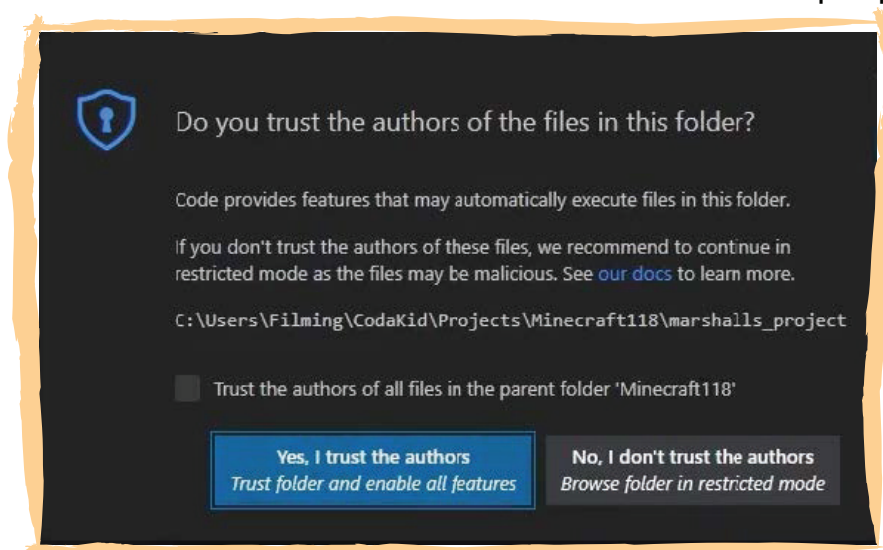 Do you trust the authors of the files in this folder?
Code provides features that may automatically execute files in this folder.
If you don't trust the authors of these files, we recommend to continue in
restricted mode as the files may be malicious. See our docs to learn more.
C:\Users\Filming\CodaKid\Projects\Minecraft118\marshalls_project
Trust the authors of all files in the parent folder 'Minecraft118'
Yes, I trust the authors
Trust folder and enable all features
No, I don't trust the authors
Browse folder in restricted mode